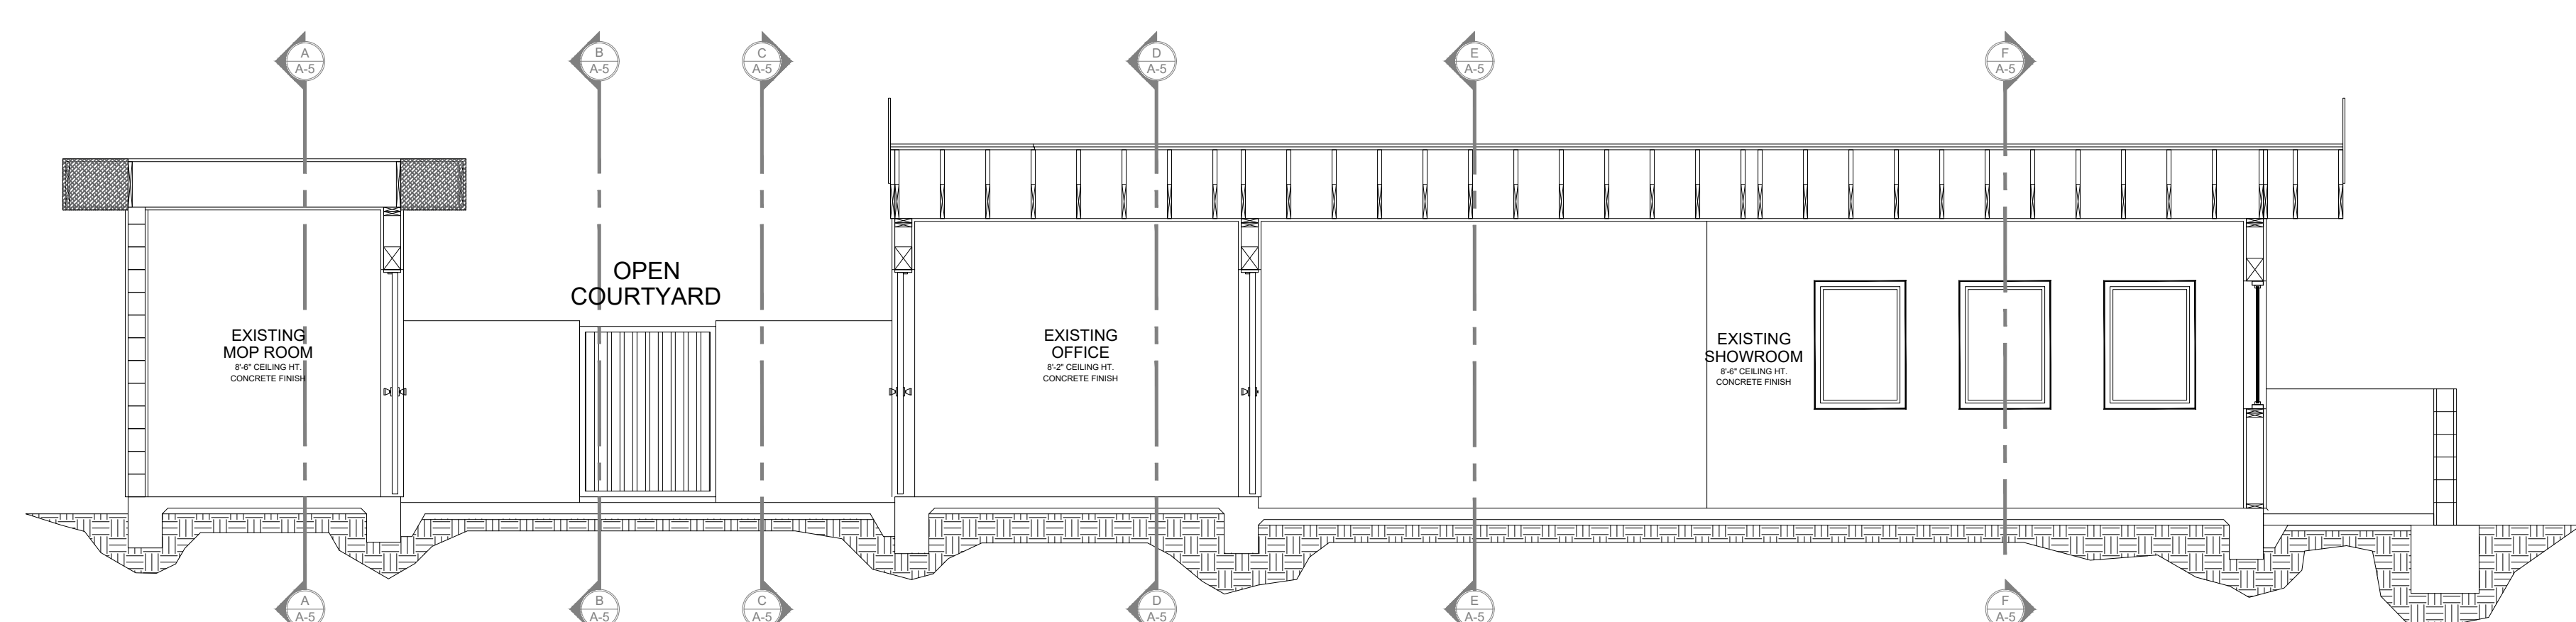 A
A-5
B
A-5
C
A-5
D
A-5
E
A-5
F
A-5
OPEN
COURTYARD
EXISTING
MOP ROOM
8'-6" CEILING HT.
CONCRETE FINISH
EXISTING
OFFICE
8'-2" CEILING HT.
CONCRETE FINISH
EXISTING
SHOWROOM
8'-6" CEILING HT.
CONCRETE FINISH
A
A-5
B
A-5
C
A-5
D
A-5
E
A-5
F
A-5